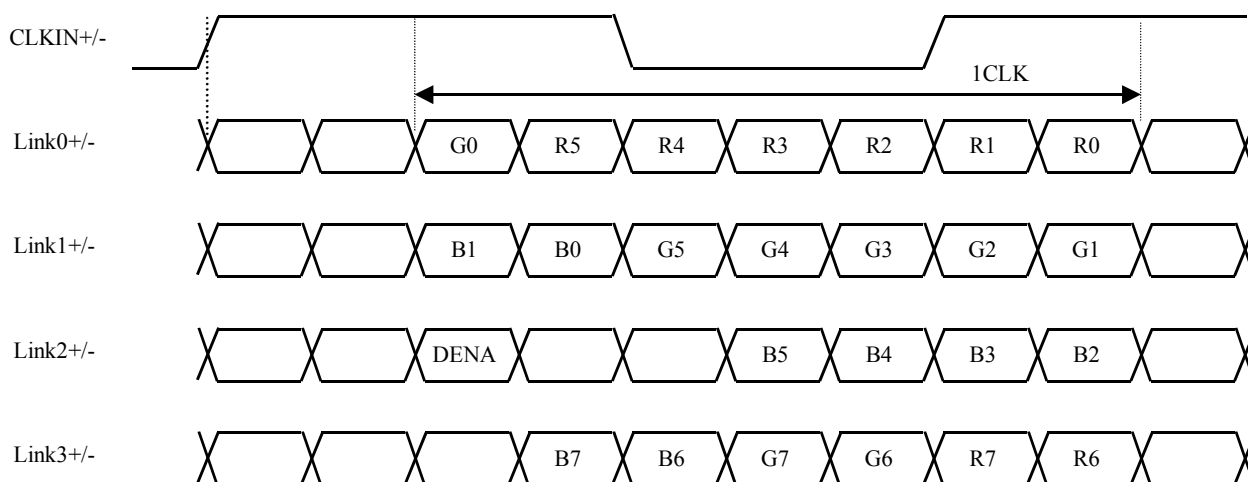 CLKIN+/-
1CLK
Link0+/- G0 R5 R4 R3 R2 R1 R0
Link1+/- B1 B0 G5 G4 G3 G2 G1
Link2+/- DENA B5 B4 B3 B2
Link3+/- B7 B6 G7 G6 R7 R6